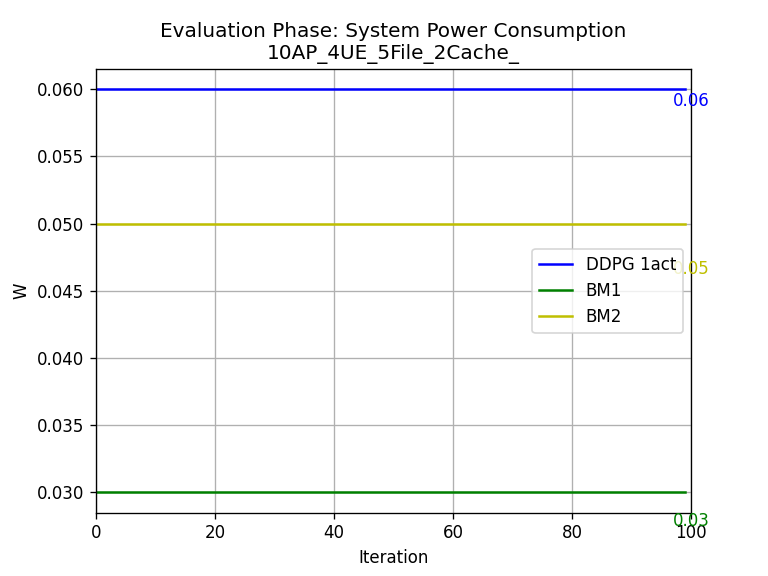 Evaluation Phase: System Power Consumption
10AP_4UE_5File_2Cache_
W
0.060
0.055
0.050
0.045
0.040
0.035
0.030
0.06
.05
0.03
DDPG 1act
BM1
BM2
0
20
40
60
80
100
Iteration